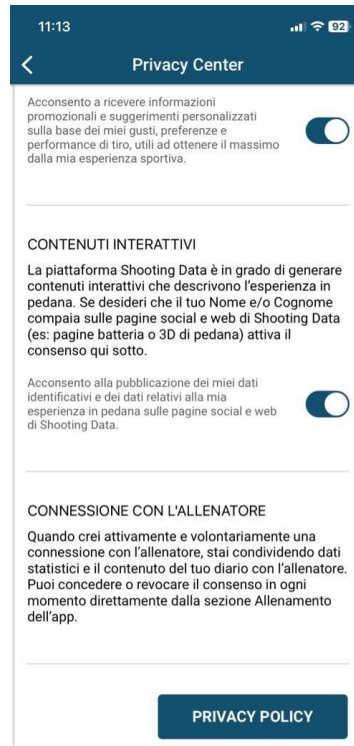 11:13
92
Privacy Center
Acconsento a ricevere informazioni
promozionali e suggerimenti personalizzati
sulla base dei miei gusti, preferenze e
performance di tiro, utili ad ottenere il massimo
dalla mia esperienza sportiva.
CONTENUTI INTERATTIVI
La piattaforma Shooting Data è in grado di generare
contenuti interattivi che descrivono l'esperienza in
pedana. Se desideri che il tuo Nome e/o Cognome
compaia sulle pagine social e web di Shooting Data
(es: pagine batteria o 3D di pedana) attiva il
consenso qui sotto.
Acconsento alla pubblicazione dei miei dati
identificativi e dei dati relativi alla mia
esperienza in pedana sulle pagine social e web
di Shooting Data.
CONNESSIONE CON L'ALLENATORE
Quando crei attivamente e volontariamente una
connessione con l'allenatore, stai condividendo dati
statistici e il contenuto del tuo diario con l'allenatore.
Puoi concedere o revocare il consenso in ogni
momento direttamente dalla sezione Allenamento
dell'app.
PRIVACY POLICY